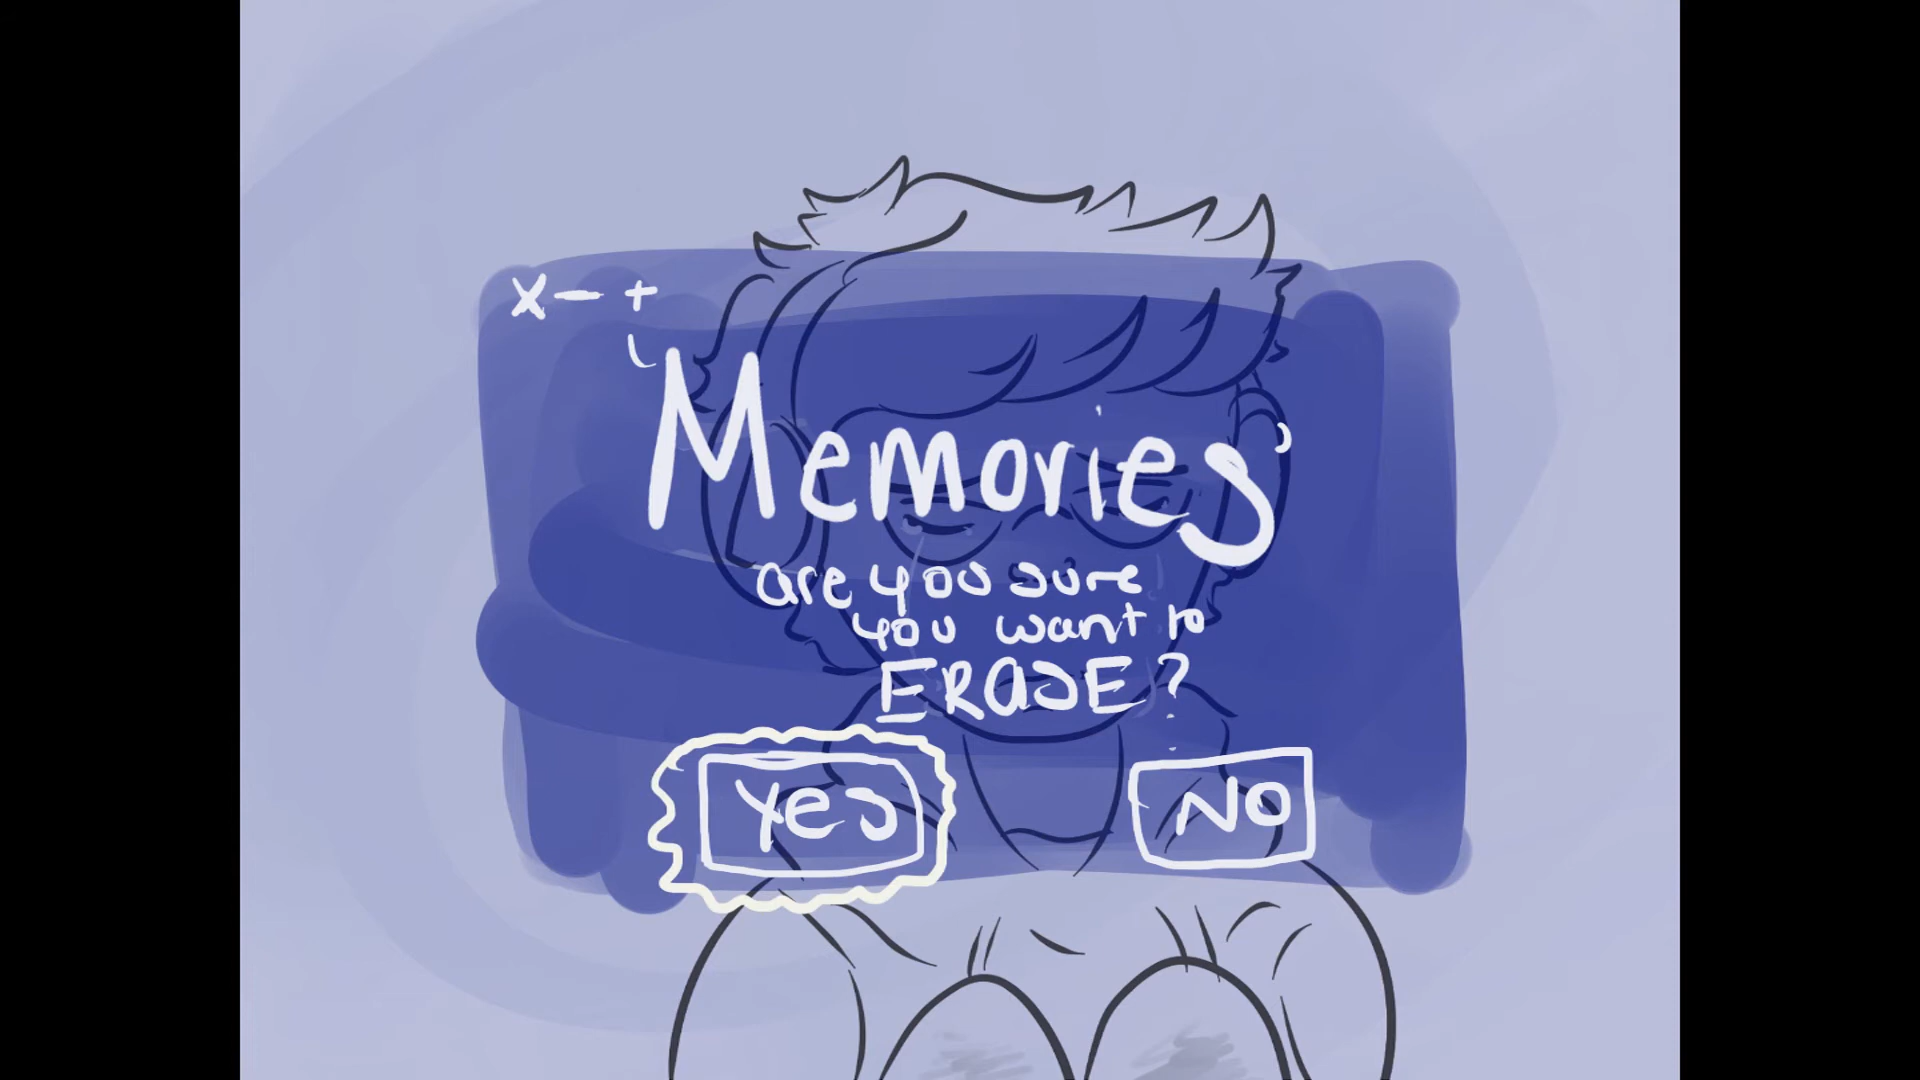 X - +
Memories
are you sure
you want to
ERASE?
Yes
NO